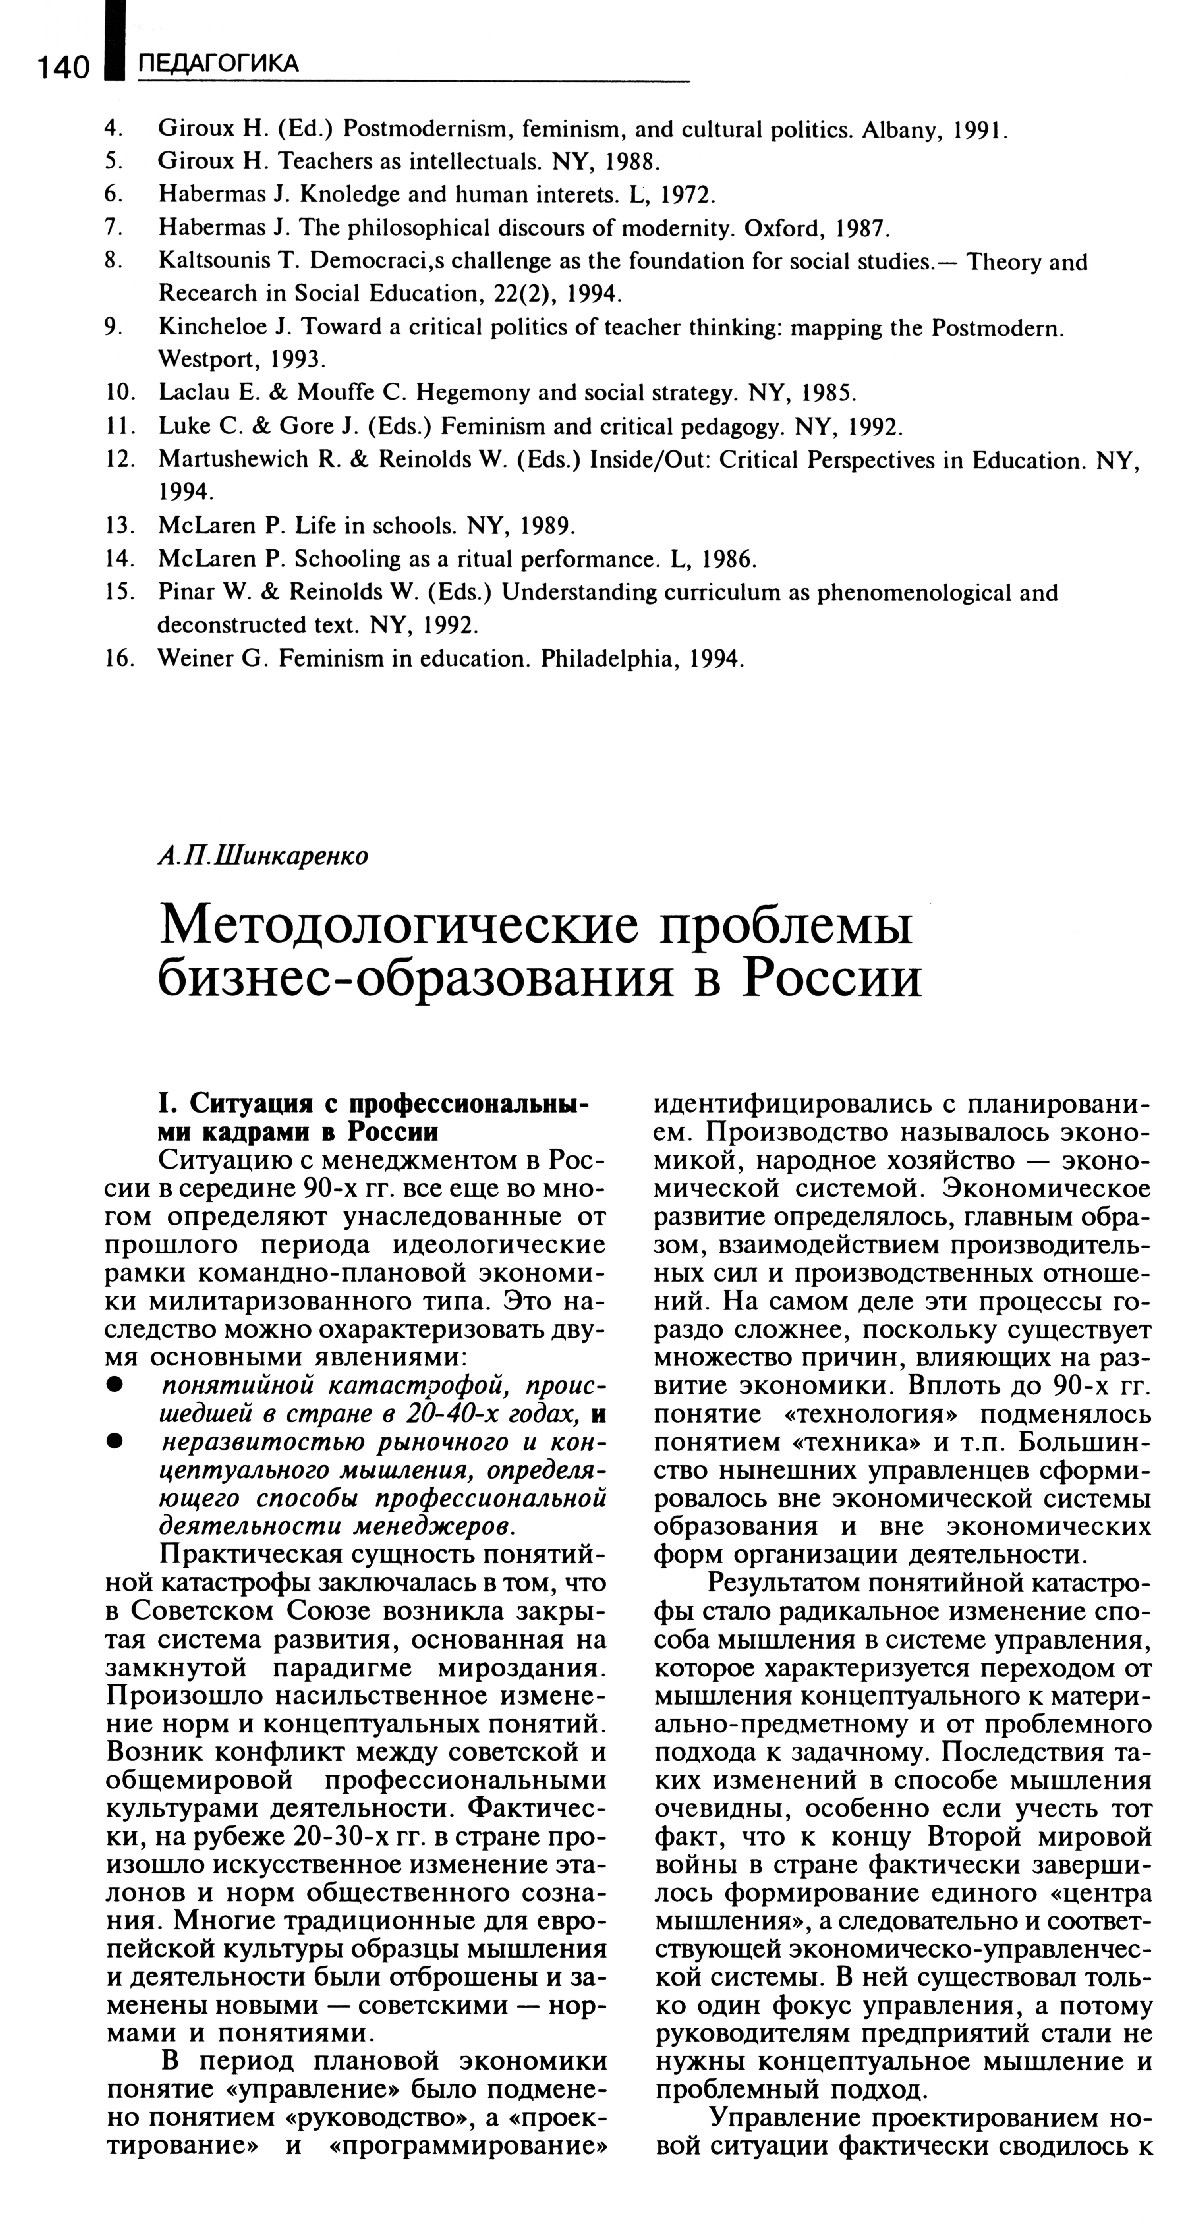 140 ПЕДАГОГИКА
4. Giroux H. (Ed.) Postmodernism, feminism, and cultural politics. Albany, 1991.
5. Giroux H. Teachers as intellectuals. NY, 1988.
6. Habermas J. Knoledge and human interets. L, 1972.
7. Habermas J. The philosophical discours of modernity. Oxford, 1987.
8. Kaltsounis T. Democraci,s challenge as the foundation for social studies.— Theory and
Recearch in Social Education, 22(2), 1994.
9. Kincheloe J. Toward a critical politics of teacher thinking: mapping the Postmodern.
Westport, 1993.
10. Laclau E. & Mouffe C. Hegemony and social strategy. NY, 1985.
11. Luke C. & Gore J. (Eds.) Feminism and critical pedagogy. NY, 1992.
12. Martushewich R. & Reinolds W. (Eds.) Inside/Out: Critical Perspectives in Education. NY,
1994.
13. McLaren P. Life in schools. NY, 1989.
14. McLaren P. Schooling as a ritual performance. L, 1986.
15. Pinar W. & Reinolds W. (Eds.) Understanding curriculum as phenomenological and
deconstructed text. NY, 1992.
16. Weiner G. Feminism in education. Philadelphia, 1994.
А.П.Шинкаренко
Методологические проблемы
бизнес-образования в России
I. Ситуация с профессиональны-
ми кадрами в России
Ситуацию с менеджментом в Рос-
сии в середине 90-х гг. все еще во мно-
гом определяют унаследованные от
прошлого периода идеологические
рамки командно-плановой экономи-
ки милитаризованного типа. Это на-
следство можно охарактеризовать дву-
мя основными явлениями:
● понятийной катастрофой, проис-
шедшей в стране в 20-40-х годах, и
● неразвитостью рыночного и кон-
цептуального мышления, определя-
ющего способы профессиональной
деятельности менеджеров.
Практическая сущность понятий-
ной катастрофы заключалась в том, что
в Советском Союзе возникла закры-
тая система развития, основанная на
замкнутой парадигме мироздания.
Произошло насильственное измене-
ние норм и концептуальных понятий.
Возник конфликт между советской и
общемировой профессиональными
культурами деятельности. Фактичес-
ки, на рубеже 20-30-х гг. в стране про-
изошло искусственное изменение эта-
лонов и норм общественного созна-
ния. Многие традиционные для евро-
пейской культуры образцы мышления
и деятельности были отброшены и за-
менены новыми — советскими — нор-
мами и понятиями.
В период плановой экономики
понятие «управление» было подмене-
но понятием «руководство», а «проек-
тирование» и «программирование»
идентифицировались с планировани-
ем. Производство называлось эконо-
микой, народное хозяйство — эконо-
мической системой. Экономическое
развитие определялось, главным обра-
зом, взаимодействием производитель-
ных сил и производственных отноше-
ний. На самом деле эти процессы го-
раздо сложнее, поскольку существует
множество причин, влияющих на раз-
витие экономики. Вплоть до 90-х гг.
понятие «технология» подменялось
понятием «техника» и т.п. Большин-
ство нынешних управленцев сформи-
ровалось вне экономической системы
образования и вне экономических
форм организации деятельности.
Результатом понятийной катастро-
фы стало радикальное изменение спо-
соба мышления в системе управления,
которое характеризуется переходом от
мышления концептуального к матери-
ально-предметному и от проблемного
подхода к задачному. Последствия та-
ких изменений в способе мышления
очевидны, особенно если учесть тот
факт, что к концу Второй мировой
войны в стране фактически заверши-
лось формирование единого «центра
мышления», а следовательно и соответ-
ствующей экономическо-управленчес-
кой системы. В ней существовал толь-
ко один фокус управления, а потому
руководителям предприятий стали не
нужны концептуальное мышление и
проблемный подход.
Управление проектированием но-
вой ситуации фактически сводилось к